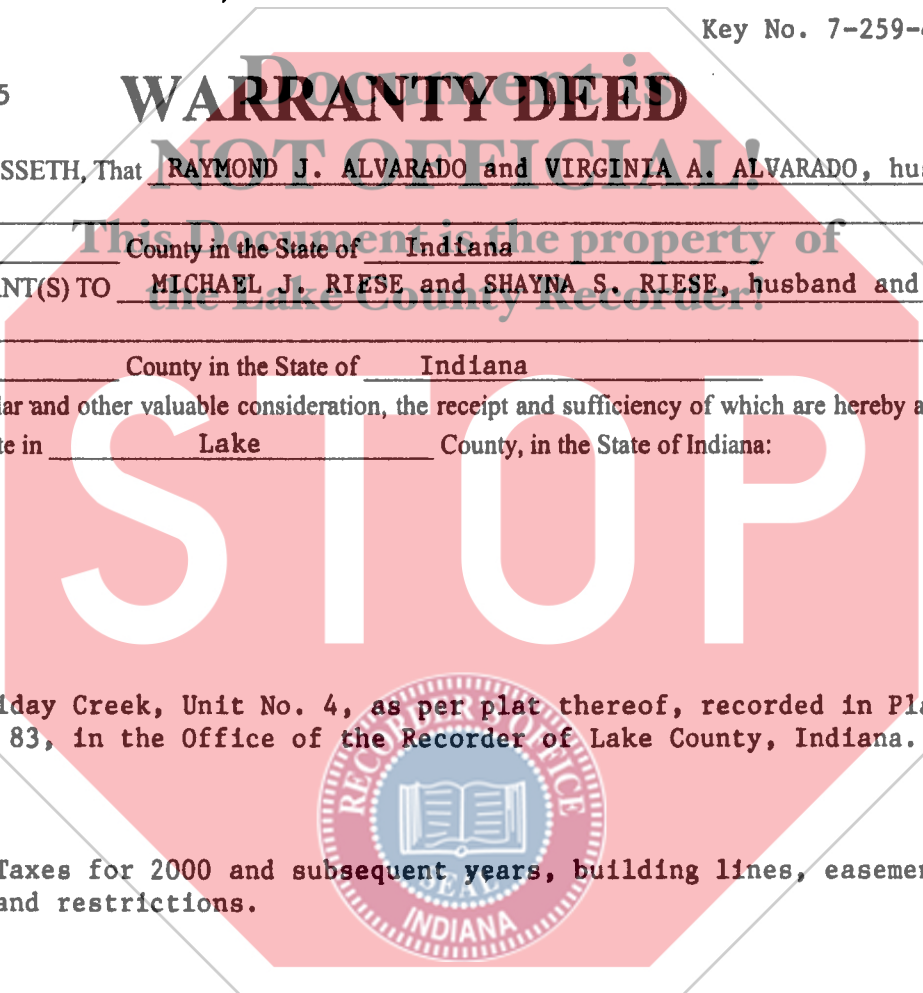 Key No. 7-259-
5 WARRANTY DEED
Document is
NOT OFFICIAL!
This Document is the property of
the Lake County Recorder!
SSETH, That RAYMOND J. ALVARADO and VIRGINIA A. ALVARADO, hus
County in the State of Indiana
NT(S) TO MICHAEL J. RIESE and SHAYNA S. RIESE, husband and
County in the State of Indiana
lar and other valuable consideration, the receipt and sufficiency of which are hereby a
te in Lake County, in the State of Indiana:
STOP
iday Creek, Unit No. 4, as per plat thereof, recorded in Pla
83, in the Office of the Recorder of Lake County, Indiana.
RECORDER'S OFFICE
SEAL
INDIANA
Taxes for 2000 and subsequent years, building lines, easemen
and restrictions.